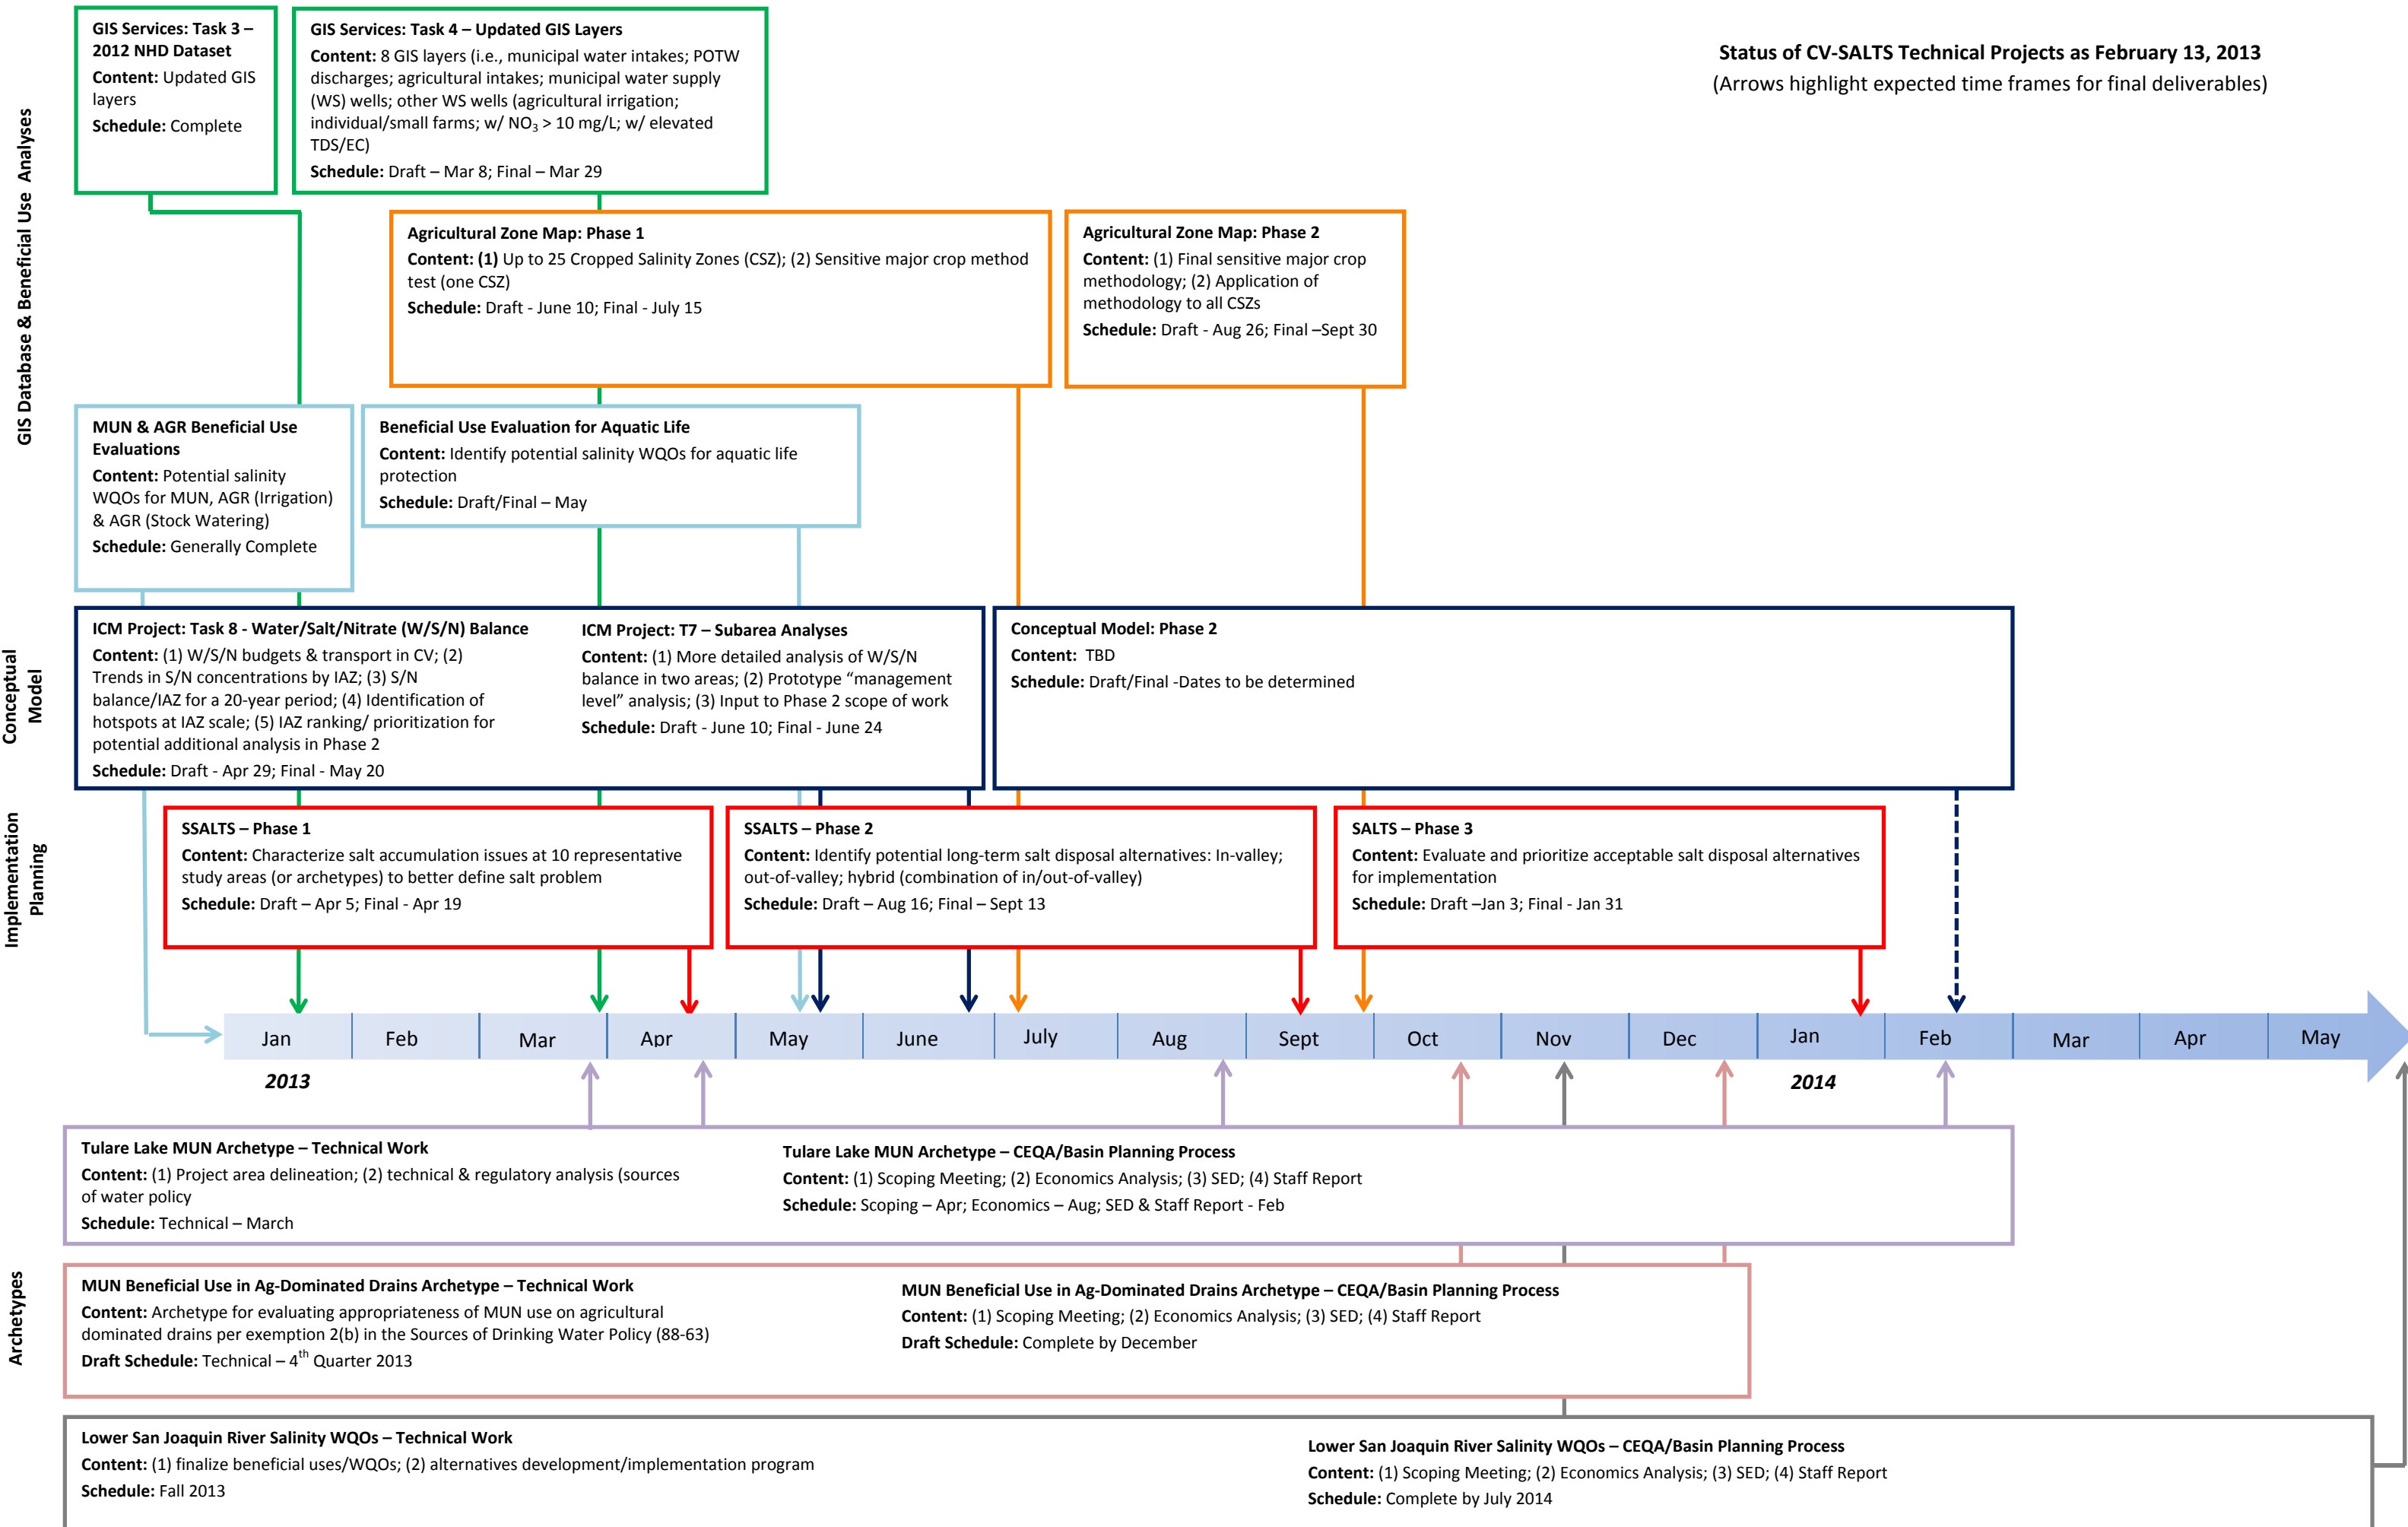 Status of CV-SALTS Technical Projects as February 13, 2013
(Arrows highlight expected time frames for final deliverables)
GIS Database & Beneficial Use Analyses
GIS Services: Task 3 –
2012 NHD Dataset
Content: Updated GIS
layers
Schedule: Complete
GIS Services: Task 4 – Updated GIS Layers
Content: 8 GIS layers (i.e., municipal water intakes; POTW
discharges; agricultural intakes; municipal water supply
(WS) wells; other WS wells (agricultural irrigation;
individual/small farms; w/ NO₃ > 10 mg/L; w/ elevated
TDS/EC)
Schedule: Draft – Mar 8; Final – Mar 29
Agricultural Zone Map: Phase 1
Content: (1) Up to 25 Cropped Salinity Zones (CSZ); (2) Sensitive major crop method
test (one CSZ)
Schedule: Draft - June 10; Final - July 15
Agricultural Zone Map: Phase 2
Content: (1) Final sensitive major crop
methodology; (2) Application of
methodology to all CSZs
Schedule: Draft - Aug 26; Final –Sept 30
MUN & AGR Beneficial Use
Evaluations
Content: Potential salinity
WQOs for MUN, AGR (Irrigation)
& AGR (Stock Watering)
Schedule: Generally Complete
Beneficial Use Evaluation for Aquatic Life
Content: Identify potential salinity WQOs for aquatic life
protection
Schedule: Draft/Final – May
Conceptual
Model
ICM Project: Task 8 - Water/Salt/Nitrate (W/S/N) Balance
Content: (1) W/S/N budgets & transport in CV; (2)
Trends in S/N concentrations by IAZ; (3) S/N
balance/IAZ for a 20-year period; (4) Identification of
hotspots at IAZ scale; (5) IAZ ranking/ prioritization for
potential additional analysis in Phase 2
Schedule: Draft - Apr 29; Final - May 20
ICM Project: T7 – Subarea Analyses
Content: (1) More detailed analysis of W/S/N
balance in two areas; (2) Prototype “management
level” analysis; (3) Input to Phase 2 scope of work
Schedule: Draft - June 10; Final - June 24
Conceptual Model: Phase 2
Content: TBD
Schedule: Draft/Final -Dates to be determined
Implementation
Planning
SSALTS – Phase 1
Content: Characterize salt accumulation issues at 10 representative
study areas (or archetypes) to better define salt problem
Schedule: Draft – Apr 5; Final - Apr 19
SSALTS – Phase 2
Content: Identify potential long-term salt disposal alternatives: In-valley;
out-of-valley; hybrid (combination of in/out-of-valley)
Schedule: Draft – Aug 16; Final – Sept 13
SALTS – Phase 3
Content: Evaluate and prioritize acceptable salt disposal alternatives
for implementation
Schedule: Draft –Jan 3; Final - Jan 31
Jan Feb Mar Apr May June July Aug Sept Oct Nov Dec Jan Feb Mar Apr May
2013 2014
Archetypes
Tulare Lake MUN Archetype – Technical Work
Content: (1) Project area delineation; (2) technical & regulatory analysis (sources
of water policy
Schedule: Technical – March
Tulare Lake MUN Archetype – CEQA/Basin Planning Process
Content: (1) Scoping Meeting; (2) Economics Analysis; (3) SED; (4) Staff Report
Schedule: Scoping – Apr; Economics – Aug; SED & Staff Report - Feb
MUN Beneficial Use in Ag-Dominated Drains Archetype – Technical Work
Content: Archetype for evaluating appropriateness of MUN use on agricultural
dominated drains per exemption 2(b) in the Sources of Drinking Water Policy (88-63)
Draft Schedule: Technical – 4th Quarter 2013
MUN Beneficial Use in Ag-Dominated Drains Archetype – CEQA/Basin Planning Process
Content: (1) Scoping Meeting; (2) Economics Analysis; (3) SED; (4) Staff Report
Draft Schedule: Complete by December
Lower San Joaquin River Salinity WQOs – Technical Work
Content: (1) finalize beneficial uses/WQOs; (2) alternatives development/implementation program
Schedule: Fall 2013
Lower San Joaquin River Salinity WQOs – CEQA/Basin Planning Process
Content: (1) Scoping Meeting; (2) Economics Analysis; (3) SED; (4) Staff Report
Schedule: Complete by July 2014